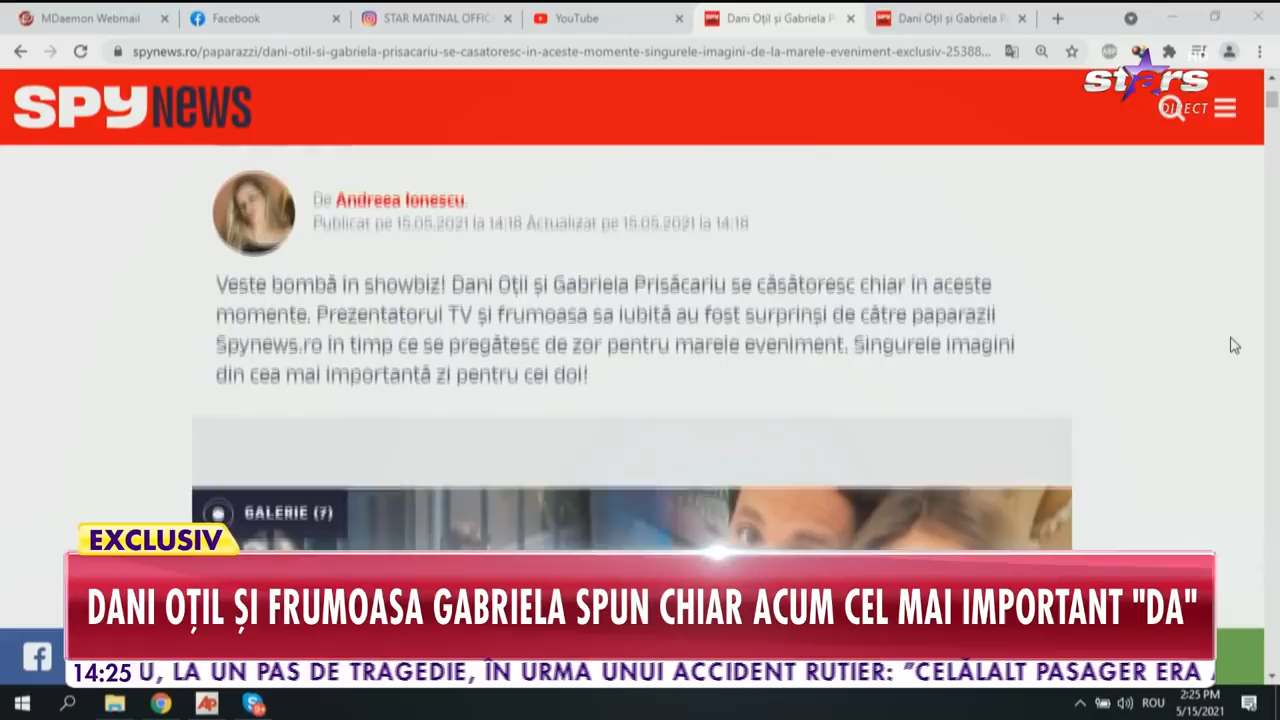 MDaemon Webmail
Facebook
STAR MATINAL OFFIC
YouTube
Dani Oțil și Gabriela P
Dani Oțil și Gabriela P
spynews.ro/paparazzi/dani-otil-si-gabriela-prisacariu-se-casatoresc-in-aceste-momente-singurele-imagini-de-la-marele-eveniment-exclusiv-25388...
HD
stars
DIRECT
SPY NEWS
De Andreea Ionescu
Publicat pe 15.05.2021 la 14:18 Actualizat pe 15.05.2021 la 14:18
Veste bombă în showbiz! Dani Oțil și Gabriela Prisăcariu se căsătoresc chiar în aceste
momente. Prezentatorul TV și frumoasa sa iubită au fost surprinși de către paparazii
Spynews.ro în timp ce se pregătesc de zor pentru marele eveniment. Singurele imagini
din cea mai importantă zi pentru cei doi!
GALERIE (7)
EXCLUSIV
DANI OȚIL ȘI FRUMOASA GABRIELA SPUN CHIAR ACUM CEL MAI IMPORTANT "DA"
14:25 U, LA UN PAS DE TRAGEDIE, ÎN URMA UNUI ACCIDENT RUTIER: "CELĂLALT PASAGER ERA
ROU
2:25 PM
5/15/2021